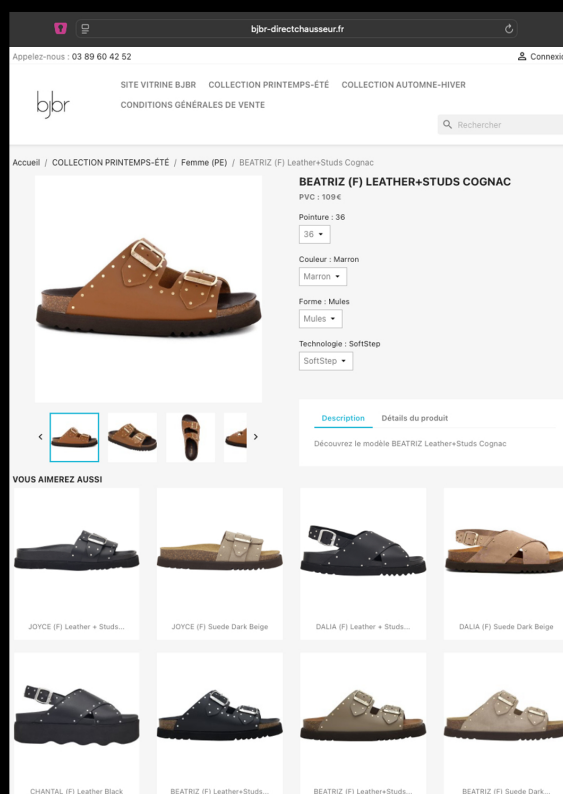 bjbr-directchausseur.fr
Appelez-nous : 03 89 60 42 52
Connexio
bjbr
SITE VITRINE BJBR COLLECTION PRINTEMPS-ÉTÉ COLLECTION AUTOMNE-HIVER
CONDITIONS GÉNÉRALES DE VENTE
Rechercher
Accueil / COLLECTION PRINTEMPS-ÉTÉ / Femme (PE) / BEATRIZ (F) Leather+Studs Cognac
BEATRIZ (F) LEATHER+STUDS COGNAC
PVC : 109€
Pointure : 36
36
Couleur : Marron
Marron
Forme : Mules
Mules
Technologie : SoftStep
SoftStep
Description Détails du produit
Découvrez le modèle BEATRIZ Leather+Studs Cognac
VOUS AIMEREZ AUSSI
JOYCE (F) Leather + Studs...
JOYCE (F) Suede Dark Beige
DALIA (F) Leather + Studs...
DALIA (F) Suede Dark Beige
CHANTAL (F) Leather Black
BEATRIZ (F) Leather+Studs...
BEATRIZ (F) Leather+Studs...
BEATRIZ (F) Suede Dark...